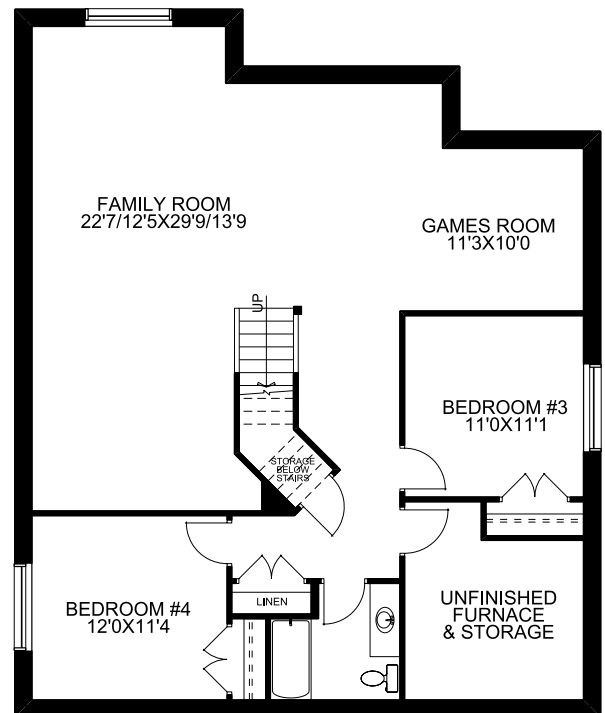 FAMILY ROOM
22'7/12'5X29'9/13'9
GAMES ROOM
11'3X10'0
UP
BEDROOM #3
11'0X11'1
STORAGE
BELOW
STAIRS
UNFINISHED
FURNACE
& STORAGE
LINEN
BEDROOM #4
12'0X11'4